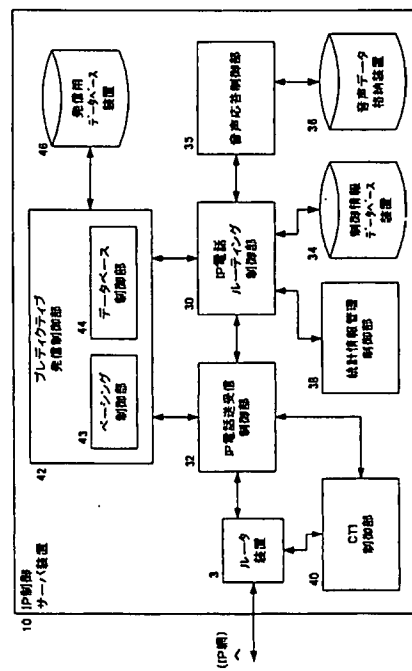 10
IP制御
サーバ装置
42
プレディクティブ
発信制御部
43
ペーシング
制御部
44
データベース
制御部
46
発信用
データベース
装置
(IP網)
へ
3
ルータ
装置
32
IP電話送受信
制御部
30
IP電話
ルーティング
制御部
35
音声応答制御部
40
CTI
制御部
38
統計情報管理
制御部
34
制御情報
データベース
装置
36
音声データ
格納装置